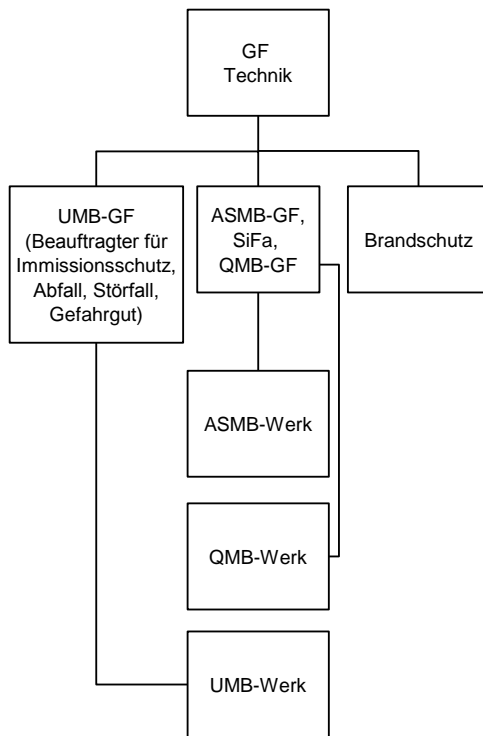 GF
Technik
UMB-GF
(Beauftragter für
Immissionsschutz,
Abfall, Störfall,
Gefahrgut)
ASMB-GF,
SiFa,
QMB-GF
Brandschutz
ASMB-Werk
QMB-Werk
UMB-Werk